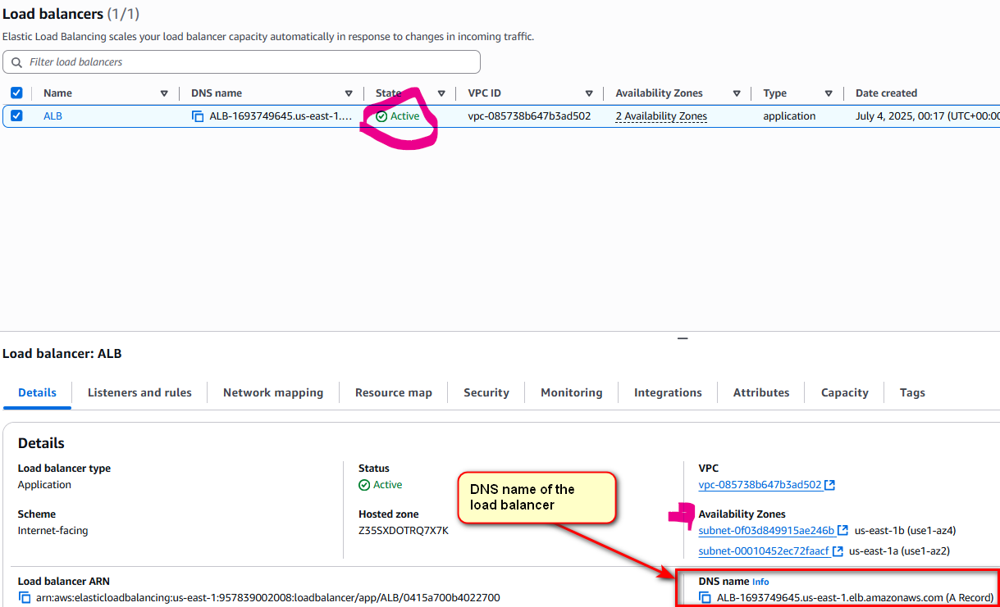 Load balancers (1/1)
Elastic Load Balancing scales your load balancer capacity automatically in response to changes in incoming traffic.
Filter load balancers
Name DNS name State VPC ID Availability Zones Type Date created
ALB ALB-1693749645.us-east-1.... Active vpc-085738b647b3ad502 2 Availability Zones application July 4, 2025, 00:17 (UTC+00:00
Load balancer: ALB
Details Listeners and rules Network mapping Resource map Security Monitoring Integrations Attributes Capacity Tags
Details
Load balancer type
Application
Status
Active
VPC
vpc-085738b647b3ad502
Scheme
Internet-facing
Hosted zone
Z35SXDOTRQ7X7K
Availability Zones
subnet-0f03d849915ae246b us-east-1b (use1-az4)
subnet-00010452ec72faacf us-east-1a (use1-az2)
DNS name of the
load balancer
Load balancer ARN
arn:aws:elasticloadbalancing:us-east-1:957839002008:loadbalancer/app/ALB/0415a700b4022700
DNS name Info
ALB-1693749645.us-east-1.elb.amazonaws.com (A Record)